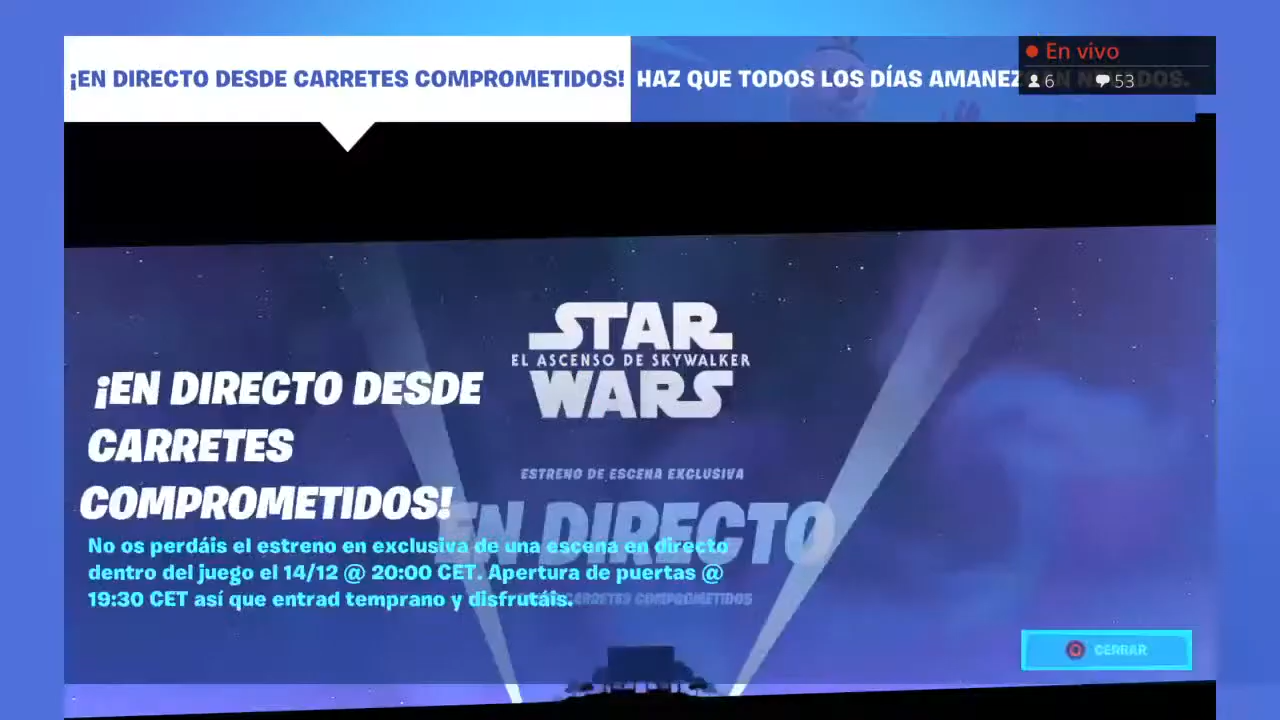 ¡EN DIRECTO DESDE CARRETES COMPROMETIDOS!
HAZ QUE TODOS LOS DÍAS AMANEZ
En vivo
6 53
STAR
EL ASCENSO DE SKYWALKER
WARS
¡EN DIRECTO DESDE
CARRETES
COMPROMETIDOS!
ESTRENO DE ESCENA EXCLUSIVA
EN DIRECTO
No os perdáis el estreno en exclusiva de una escena en directo
dentro del juego el 14/12 @ 20:00 CET. Apertura de puertas @
19:30 CET así que entrad temprano y disfrutáis.
CARRETES COMPROMETIDOS
CERRAR